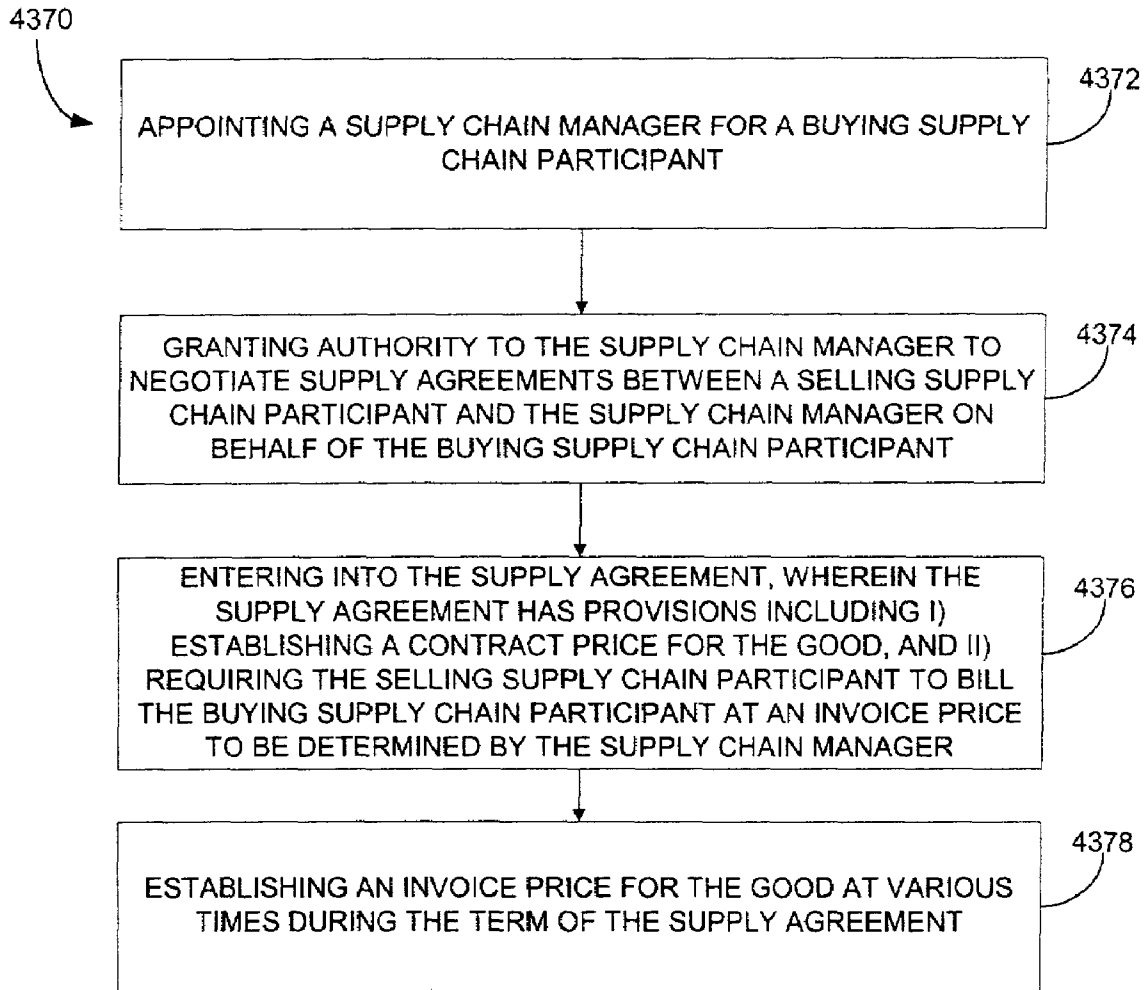 4370
4372
APPOINTING A SUPPLY CHAIN MANAGER FOR A BUYING SUPPLY
CHAIN PARTICIPANT
4374
GRANTING AUTHORITY TO THE SUPPLY CHAIN MANAGER TO
NEGOTIATE SUPPLY AGREEMENTS BETWEEN A SELLING SUPPLY
CHAIN PARTICIPANT AND THE SUPPLY CHAIN MANAGER ON
BEHALF OF THE BUYING SUPPLY CHAIN PARTICIPANT
4376
ENTERING INTO THE SUPPLY AGREEMENT, WHEREIN THE
SUPPLY AGREEMENT HAS PROVISIONS INCLUDING I)
ESTABLISHING A CONTRACT PRICE FOR THE GOOD, AND II)
REQUIRING THE SELLING SUPPLY CHAIN PARTICIPANT TO BILL
THE BUYING SUPPLY CHAIN PARTICIPANT AT AN INVOICE PRICE
TO BE DETERMINED BY THE SUPPLY CHAIN MANAGER
4378
ESTABLISHING AN INVOICE PRICE FOR THE GOOD AT VARIOUS
TIMES DURING THE TERM OF THE SUPPLY AGREEMENT